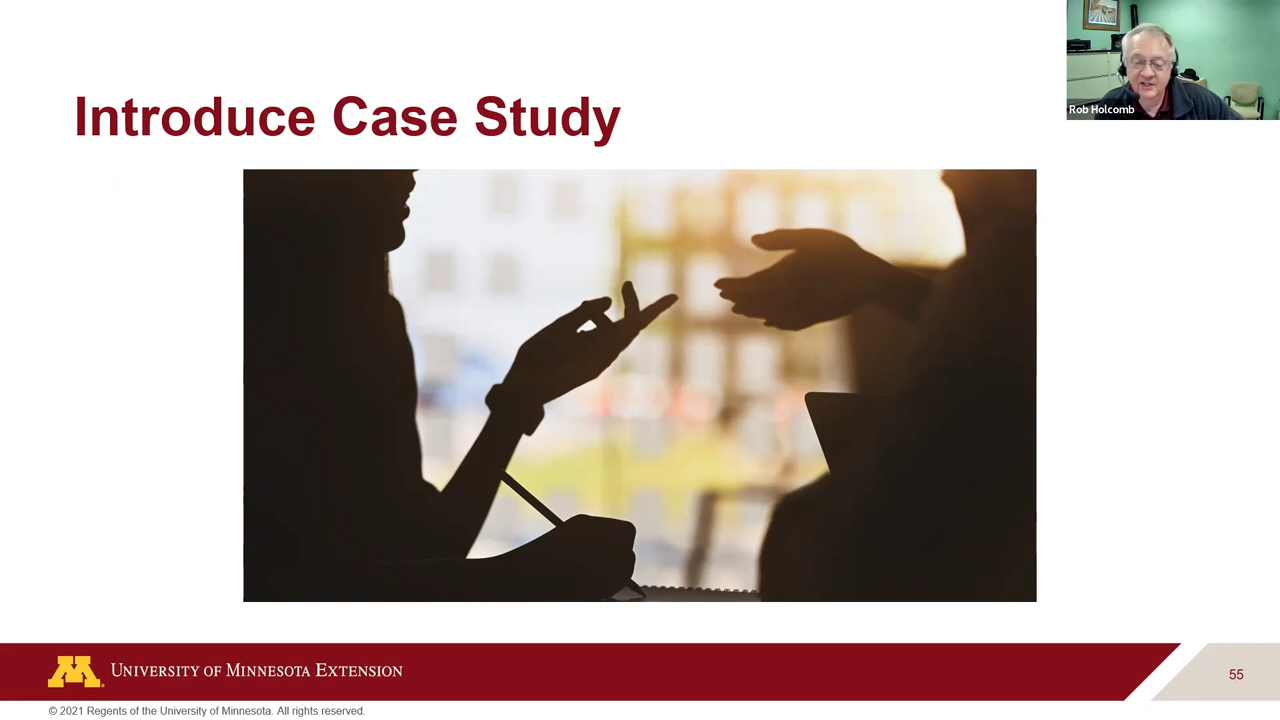 Introduce Case Study
Rob Holcomb
UNIVERSITY OF MINNESOTA EXTENSION
55
© 2021 Regents of the University of Minnesota. All rights reserved.